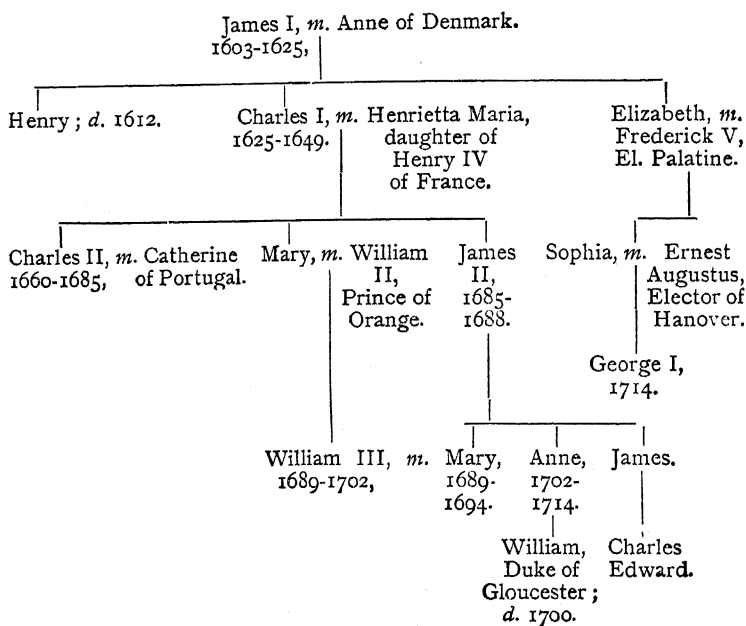 James I, m. Anne of Denmark.
1603-1625,
Henry ; d. 1612.
Charles I, m. Henrietta Maria,
1625-1649. daughter of
Henry IV
of France.
Elizabeth, m.
Frederick V,
El. Palatine.
Charles II, m. Catherine
1660-1685, of Portugal.
Mary, m. William
II,
Prince of
Orange.
James
II,
1685-
1688.
Sophia, m. Ernest
Augustus,
Elector of
Hanover.
George I,
1714.
William III, m. Mary,
1689-1702, 1689-
1694.
Anne,
1702-
1714.
James.
William,
Duke of
Gloucester ;
d. 1700.
Charles
Edward.